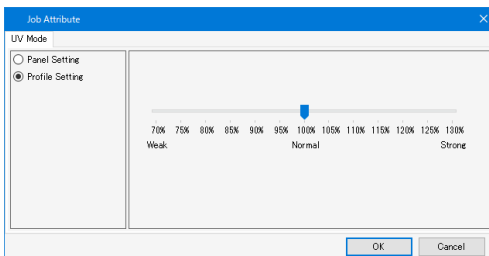 Job Attribute
UV Mode
Panel Setting
Profile Setting
70% 75% 80% 85% 90% 95% 100% 105% 110% 115% 120% 125% 130%
Weak Normal Strong
OK Cancel